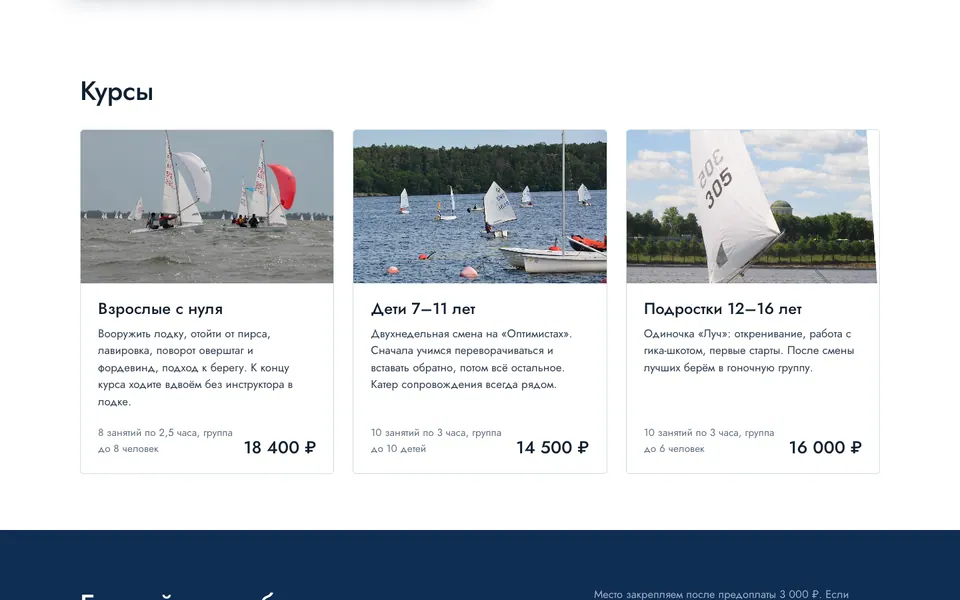 Курсы
305
305
Взрослые с нуля
Вооружить лодку, отойти от пирса,
лавировка, поворот оверштаг и
фордевинд, подход к берегу. К концу
курса ходите вдвоём без инструктора в
лодке.
8 занятий по 2,5 часа, группа
до 8 человек
18 400 ₽
Дети 7–11 лет
Двухнедельная смена на «Оптимистах».
Сначала учимся переворачиваться и
вставать обратно, потом всё остальное.
Катер сопровождения всегда рядом.
10 занятий по 3 часа, группа
до 10 детей
14 500 ₽
Подростки 12–16 лет
Одиночка «Луч»: откренивание, работа с
гика-шкотом, первые старты. После смены
лучших берём в гоночную группу.
10 занятий по 3 часа, группа
до 6 человек
16 000 ₽
Место закрепляем после предоплаты 3 000 ₽. Если